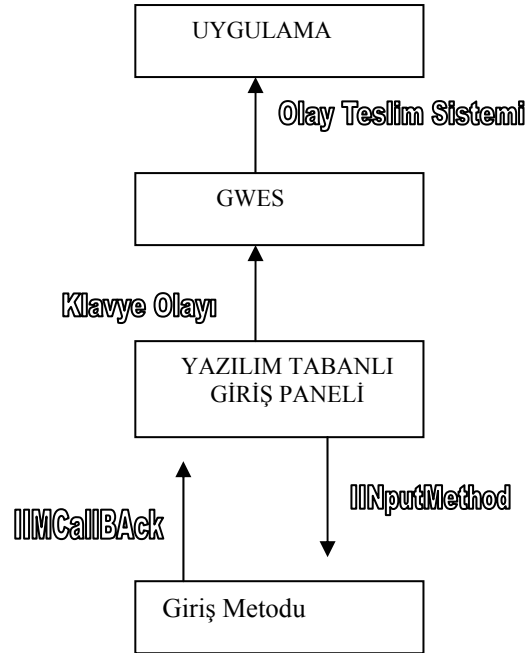 UYGULAMA
Olay Teslim Sistemi
GWES
Klavye Olayı
YAZILIM TABANLI
GİRİŞ PANELİ
IINputMethod
IIMCallBAck
Giriş Metodu